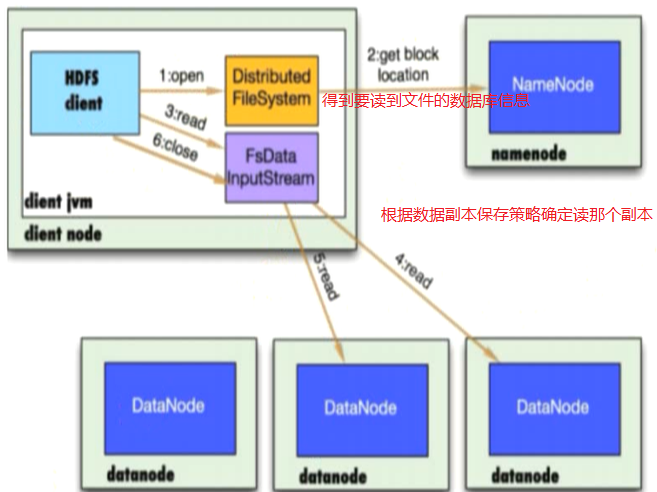 HDFS
client
1:open
Distributed
FileSystem
2:get block
location
NameNode
得到要读到文件的数据库信息
3:read
6:close
FsData
InputStream
namenode
client jvm
client node
根据数据副本保存策略确定读那个副本
5:read
4:read
DataNode
DataNode
DataNode
datanode
datanode
datanode